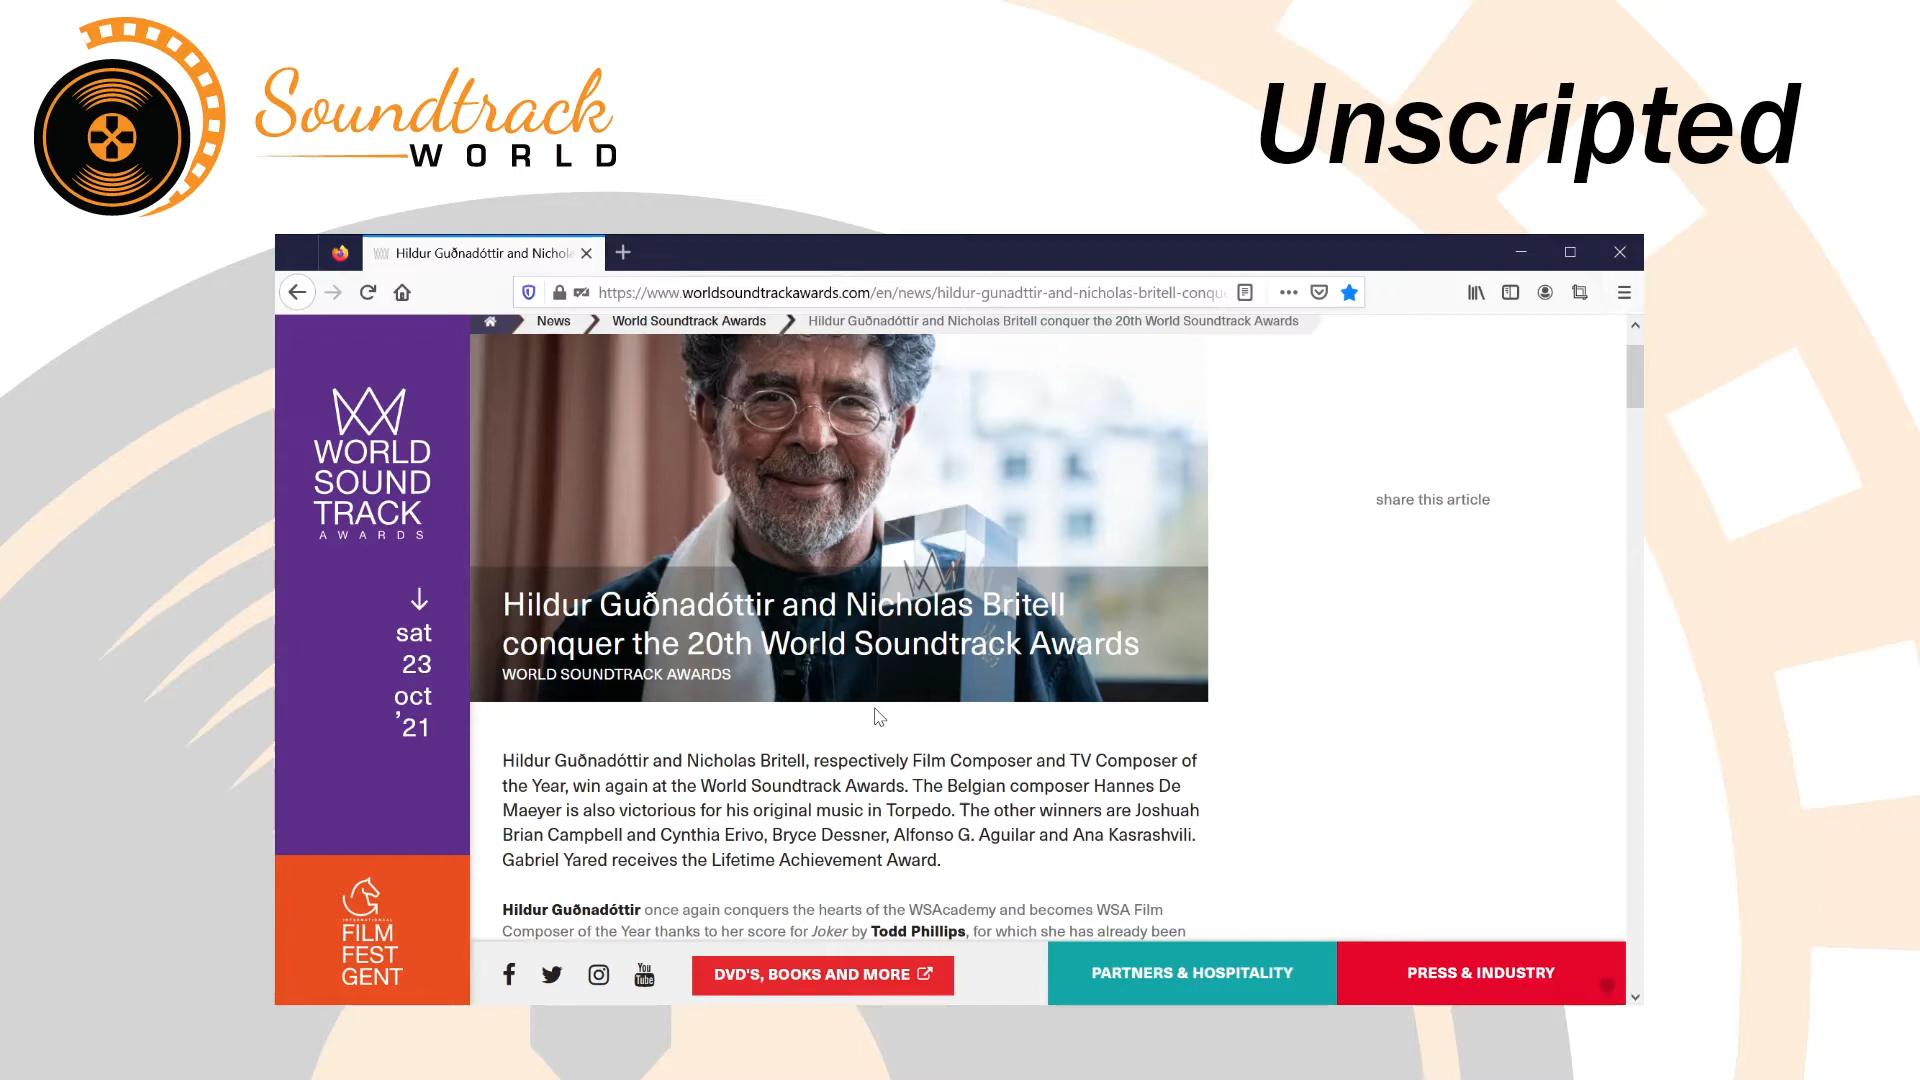 Soundtrack
WORLD
Unscripted
Hildur Guðnadóttir and Nichola
https://www.worldsoundtrackawards.com/en/news/hildur-gunadttir-and-nicholas-britell-conqu
News
World Soundtrack Awards
Hildur Guðnadóttir and Nicholas Britell conquer the 20th World Soundtrack Awards
WORLD
SOUND
TRACK
AWARDS
sat
23
oct
'21
share this article
Hildur Guðnadóttir and Nicholas Britell
conquer the 20th World Soundtrack Awards
WORLD SOUNDTRACK AWARDS
Hildur Guðnadóttir and Nicholas Britell, respectively Film Composer and TV Composer of
the Year, win again at the World Soundtrack Awards. The Belgian composer Hannes De
Maeyer is also victorious for his original music in Torpedo. The other winners are Joshuah
Brian Campbell and Cynthia Erivo, Bryce Dessner, Alfonso G. Aguilar and Ana Kasrashvili.
Gabriel Yared receives the Lifetime Achievement Award.
Hildur Guðnadóttir once again conquers the hearts of the WSAcademy and becomes WSA Film
Composer of the Year thanks to her score for Joker by Todd Phillips, for which she has already been
INTERNATIONAAL
FILM
FEST
GENT
You
Tube
DVD'S, BOOKS AND MORE
PARTNERS & HOSPITALITY
PRESS & INDUSTRY